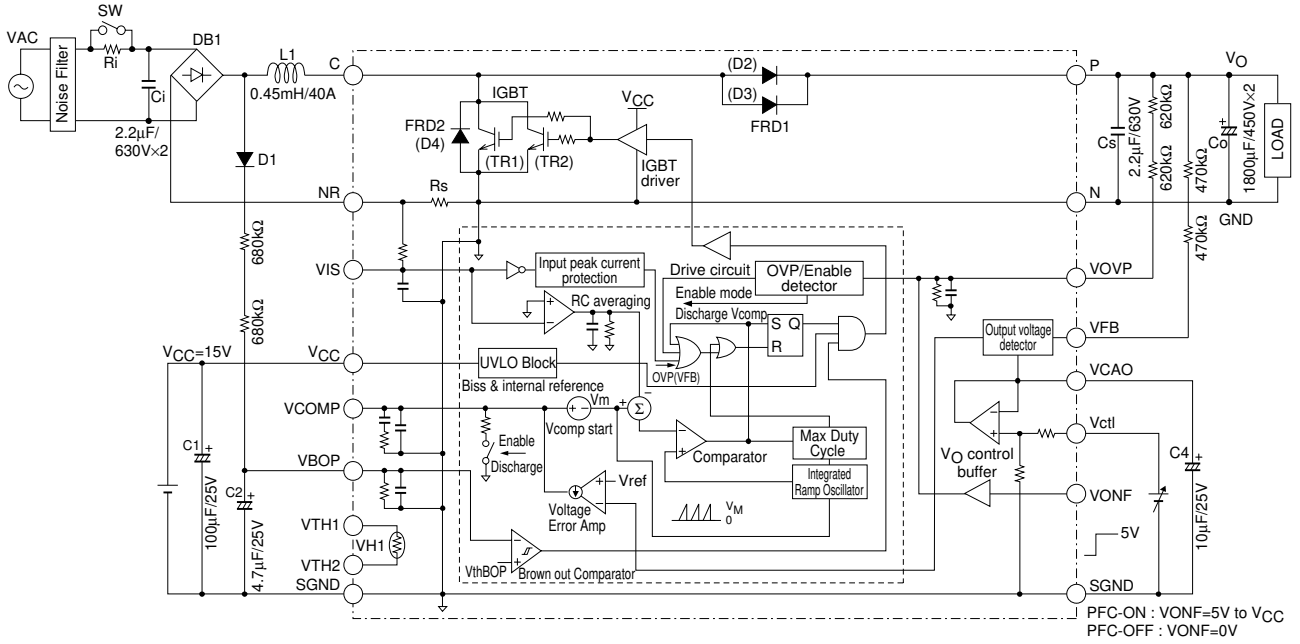 SW
VAC
Noise Filter
Ri
Ci
2.2μF/
630V×2
DB1
L1
0.45mH/40A
D1
680kΩ
680kΩ
C
NR
VIS
VCC
VCC=15V
VCOMP
VBOP
VTH1
VTH2
SGND
C1
100μF/25V
C2
4.7μF/25V
VH1
IGBT
FRD2
(D4)
(TR1)
(TR2)
VCC
IGBT
driver
(D2)
(D3)
FRD1
Rs
Input peak current
protection
RC averaging
Drive circuit
OVP/Enable
detector
Enable mode
Discharge Vcomp
S Q
R
OVP(VFB)
UVLO Block
Biss & internal reference
Vm
+ −
Vcomp start
+
−
Σ
Enable
Discharge
−
+
Comparator
Max Duty
Cycle
Integrated
Ramp Oscillator
VM
0
+
−
Vref
Voltage
Error Amp
−
+
VthBOP
Brown out Comparator
P
N
VOVP
VFB
VCAO
Vctl
VONF
SGND
Output voltage
detector
−
+
VO control
buffer
VO
Cs
2.2μF/630V
620kΩ
620kΩ
470kΩ
470kΩ
Co
1800μF/450V×2
LOAD
GND
C4
10μF/25V
5V
PFC-ON : VONF=5V to VCC
PFC-OFF : VONF=0V